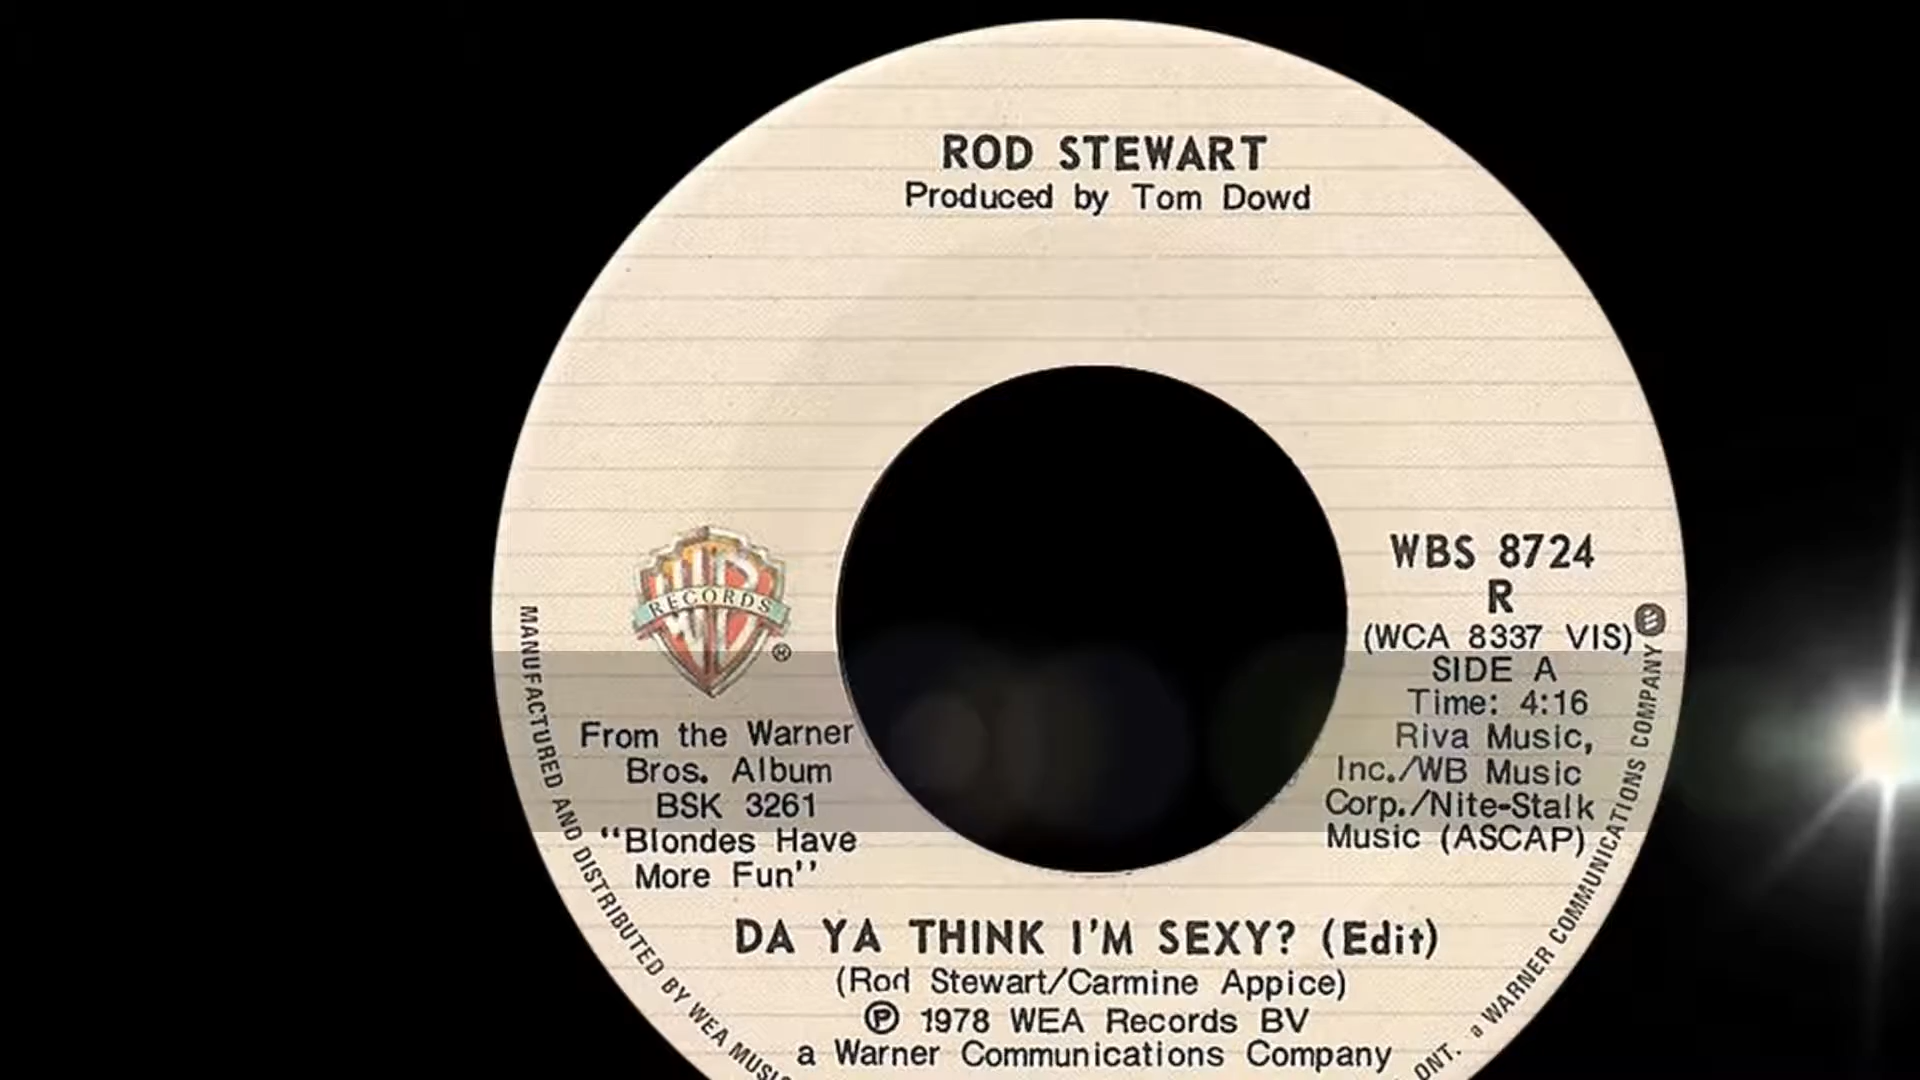 ROD STEWART
Produced by Tom Dowd
RECORDS
®
From the Warner
Bros. Album
BSK 3261
“Blondes Have
More Fun”
WBS 8724
R
(WCA 8337 VIS)
SIDE A
Time: 4:16
Riva Music,
Inc./WB Music
Corp./Nite-Stalk
Music (ASCAP)
DA YA THINK I'M SEXY? (Edit)
(Rod Stewart/Carmine Appice)
℗ 1978 WEA Records BV
a Warner Communications Company
MANUFACTURED AND DISTRIBUTED BY WEA MUSIC
ONT. a WARNER COMMUNICATIONS COMPANY